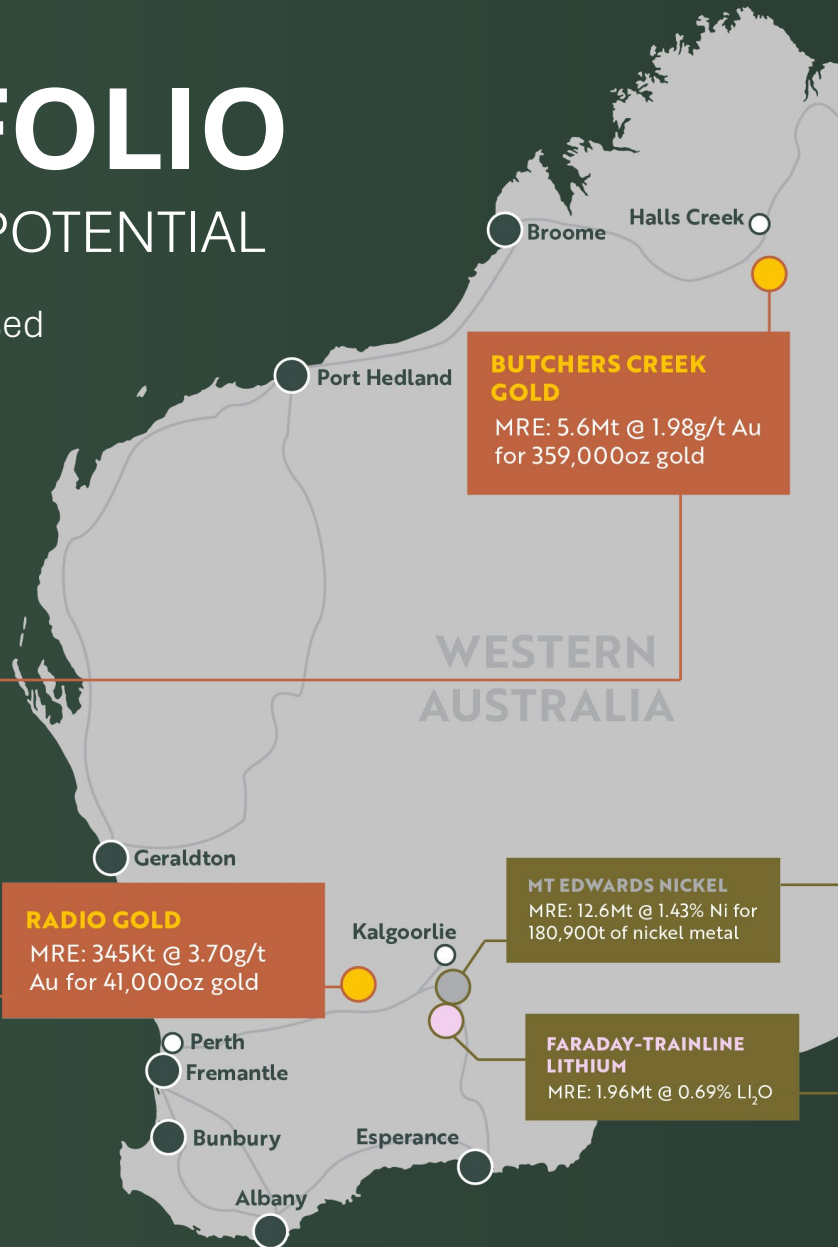 FOLIO
POTENTIAL
sed
Halls Creek
Broome
BUTCHERS CREEK
GOLD
MRE: 5.6Mt @ 1.98g/t Au
for 359,000oz gold
Port Hedland
WESTERN
AUSTRALIA
Geraldton
MT EDWARDS NICKEL
MRE: 12.6Mt @ 1.43% Ni for
180,900t of nickel metal
RADIO GOLD
MRE: 345Kt @ 3.70g/t
Au for 41,000oz gold
Kalgoorlie
FARADAY-TRAINLINE
LITHIUM
MRE: 1.96Mt @ 0.69% LI₂O
Perth
Fremantle
Bunbury
Esperance
Albany